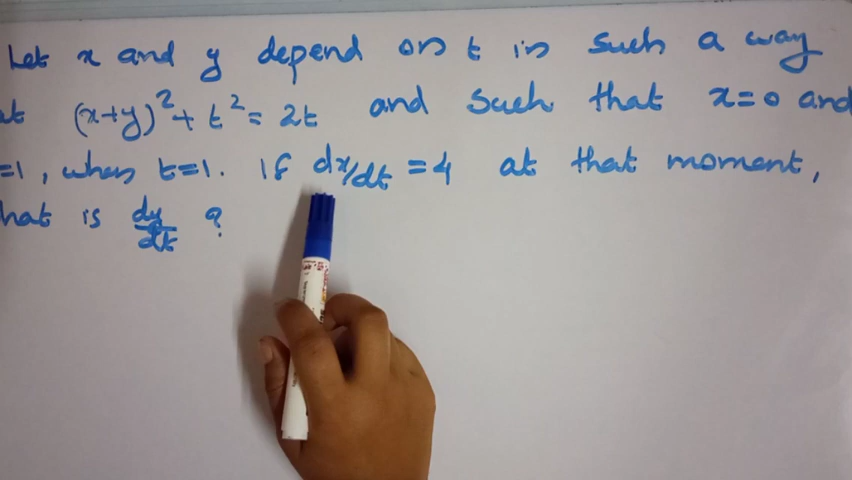 Let x and y depend on t in such a way
at (x+y)²+ t²= 2t and such that x=0 and
=1, when t=1. If dx/dt =4 at that moment,
hat is dy/dt ?